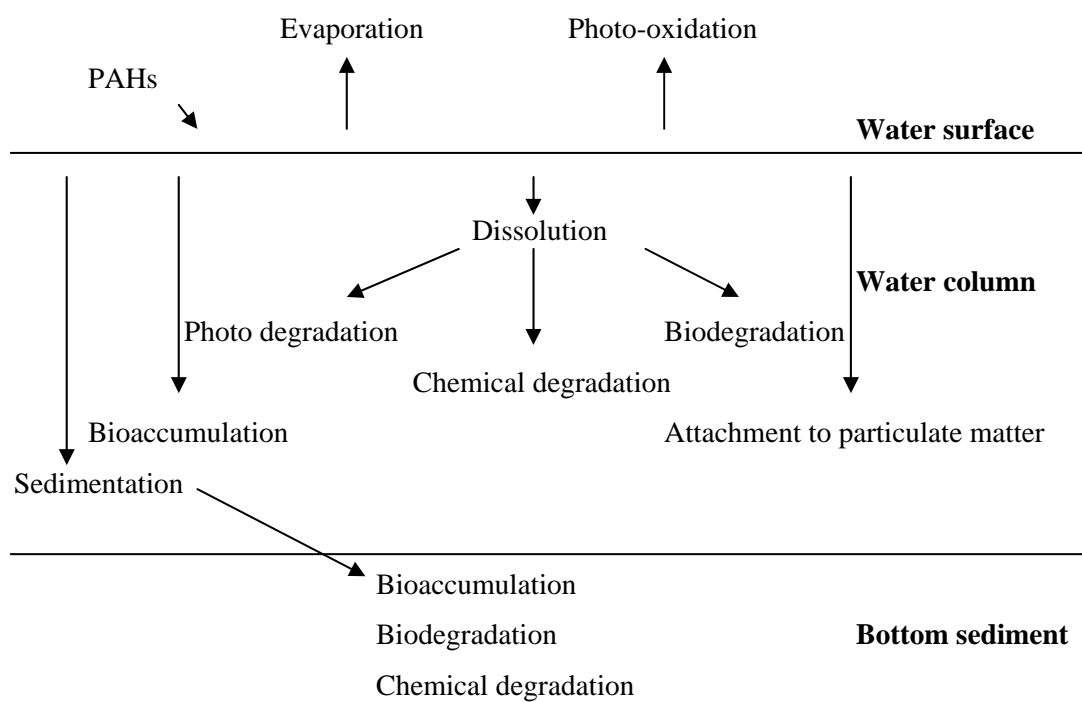 Evaporation
Photo-oxidation
PAHs
Water surface
Dissolution
Water column
Photo degradation
Biodegradation
Chemical degradation
Bioaccumulation
Attachment to particulate matter
Sedimentation
Bioaccumulation
Biodegradation
Bottom sediment
Chemical degradation